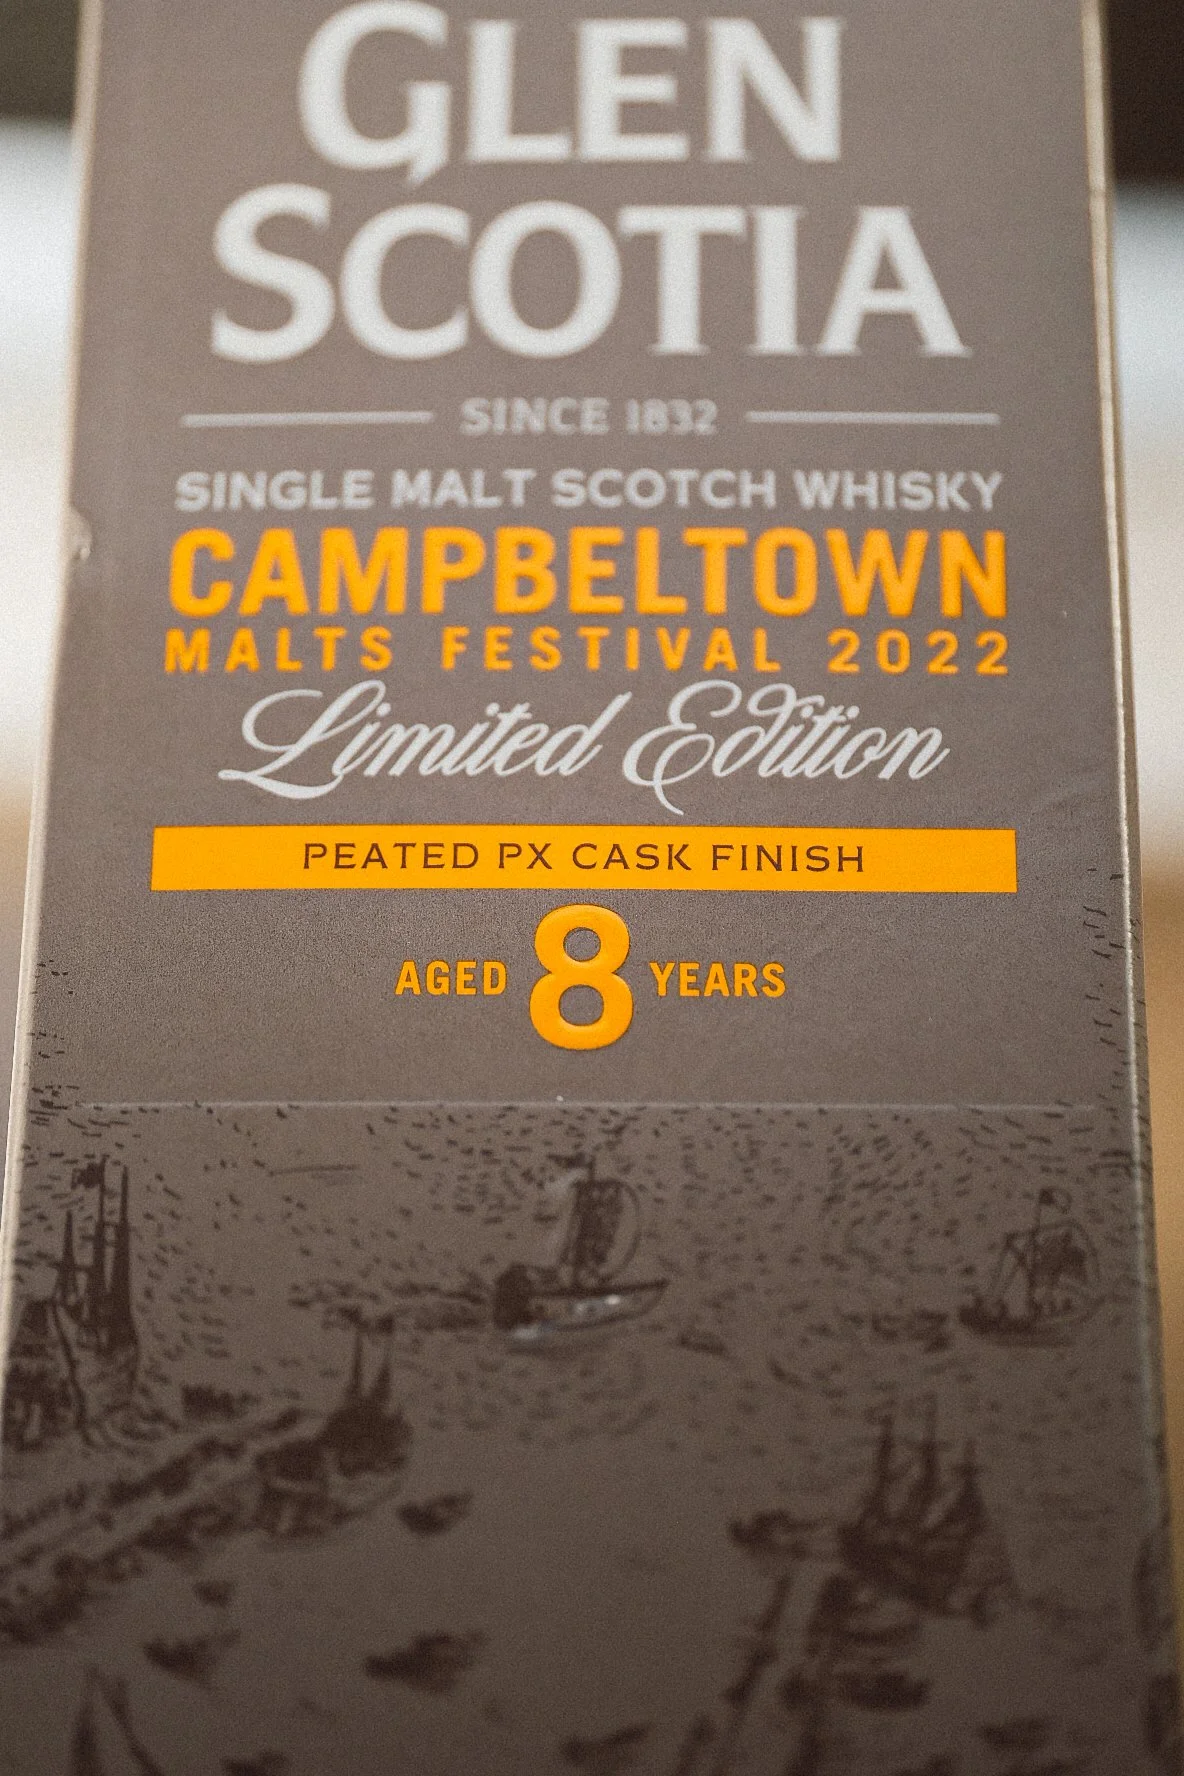 GLEN
SCOTIA
SINCE 1832
SINGLE MALT SCOTCH WHISKY
CAMPBELTOWN
MALTS FESTIVAL 2022
Limited Edition
PEATED PX CASK FINISH
AGED 8 YEARS